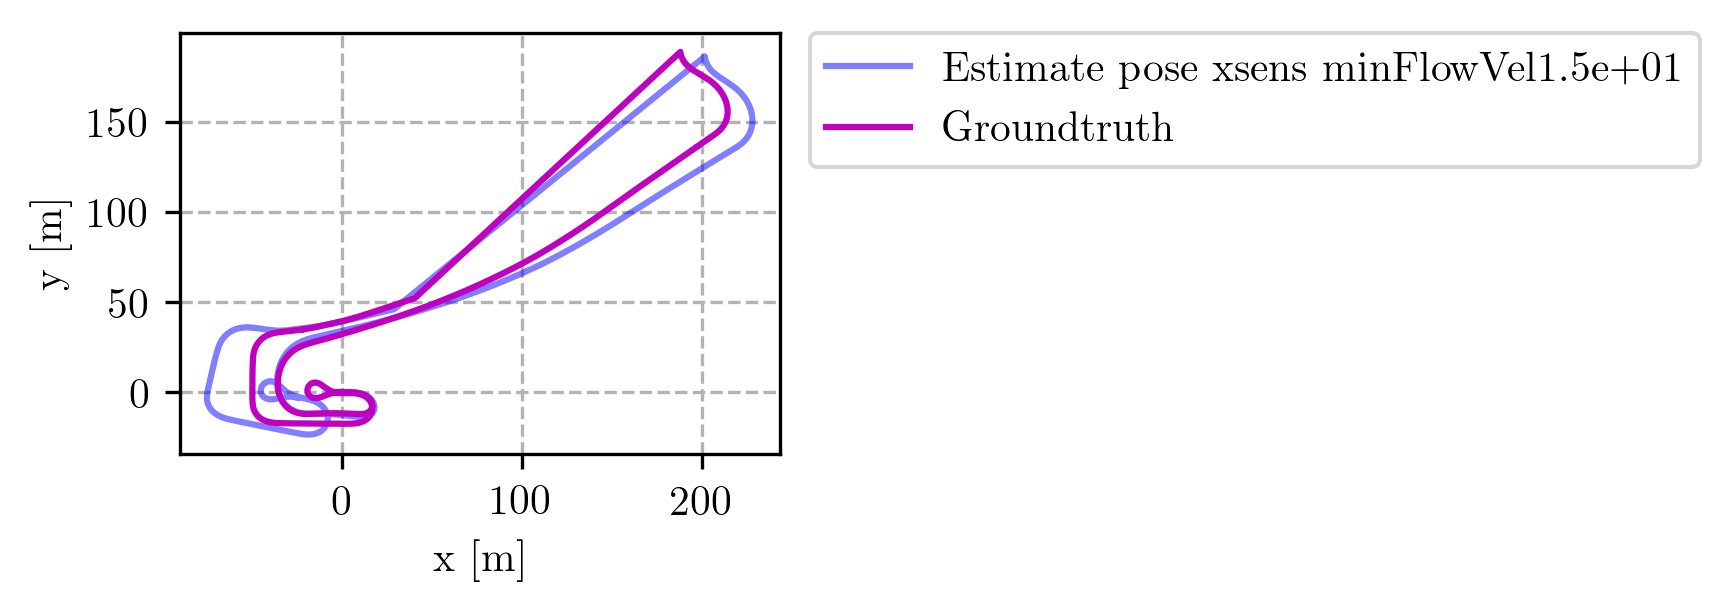 Estimate pose xsens minFlowVel1.5e+01
Groundtruth
150
100
50
0
y [m]
0 100 200
x [m]